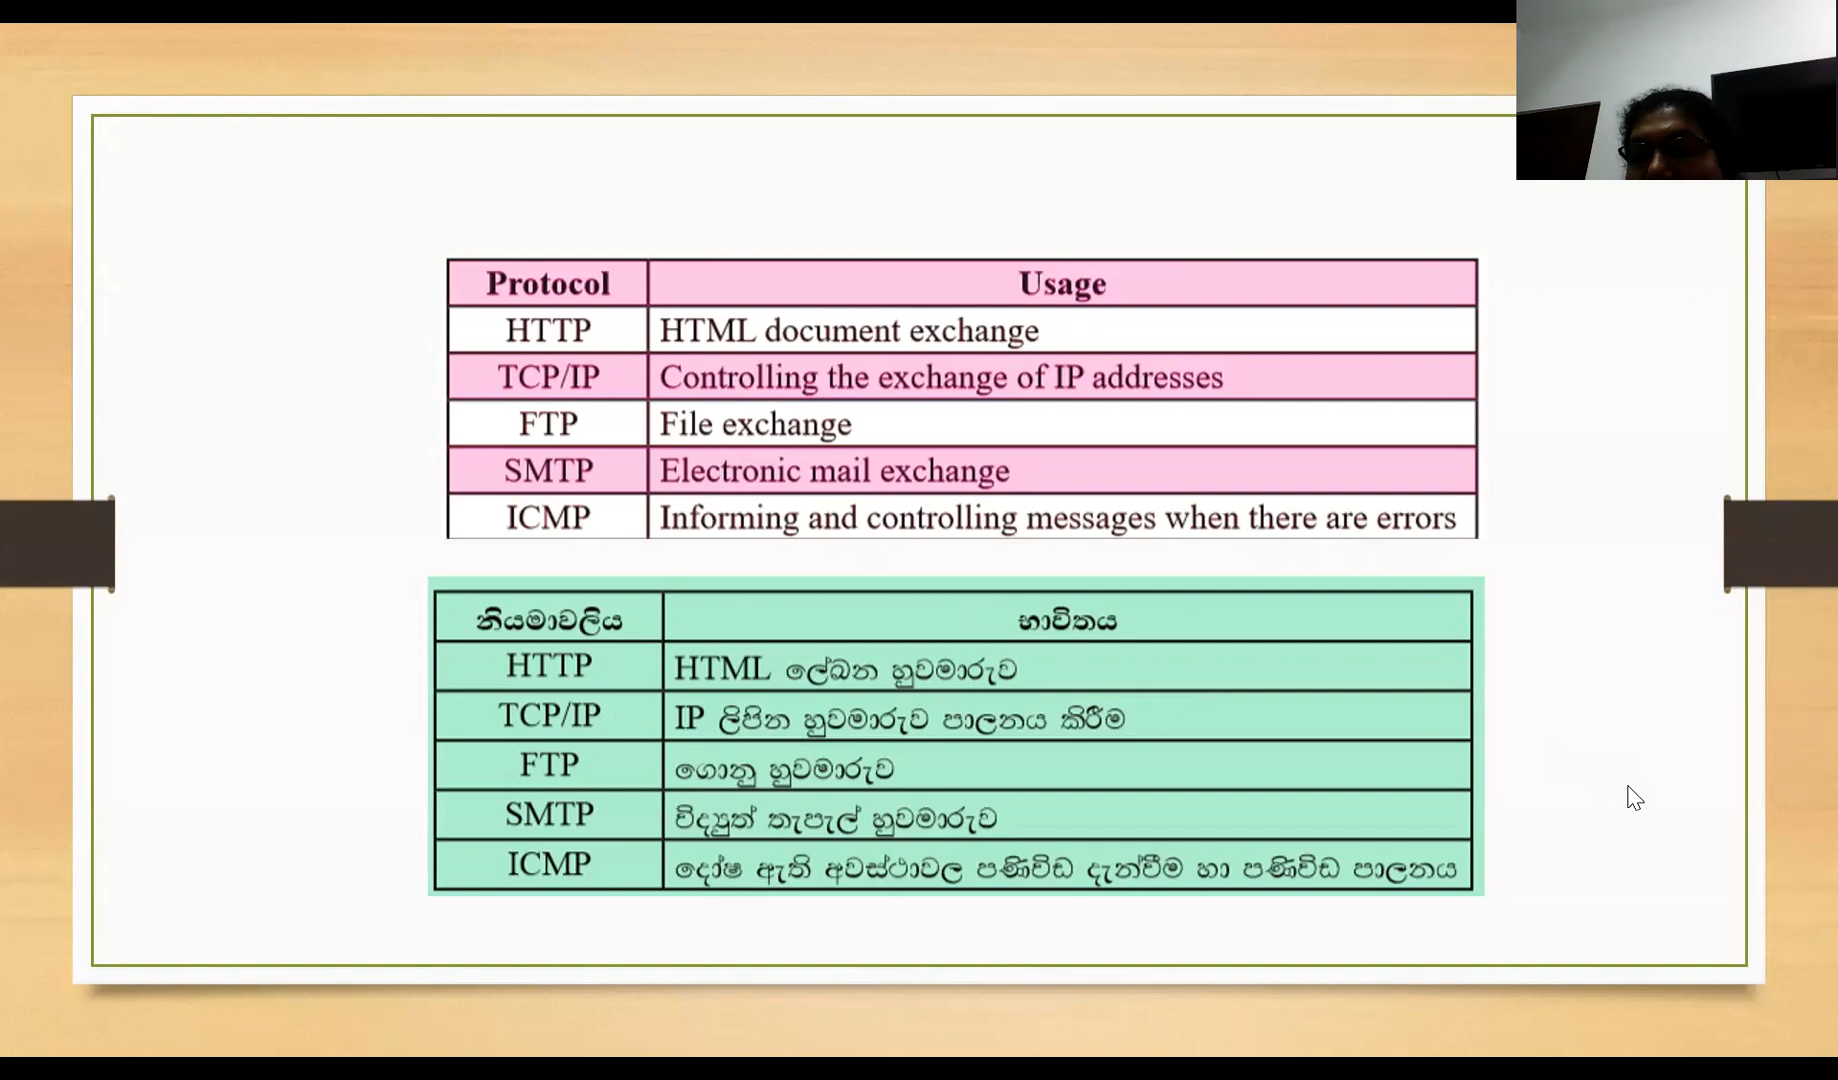 Protocol Usage
HTTP HTML document exchange
TCP/IP Controlling the exchange of IP addresses
FTP File exchange
SMTP Electronic mail exchange
ICMP Informing and controlling messages when there are errors
නියමාවලිය භාවිතය
HTTP HTML ලේඛන හුවමාරුව
TCP/IP IP ලිපින හුවමාරුව පාලනය කිරීම
FTP ගොනු හුවමාරුව
SMTP විද්‍යුත් තැපැල් හුවමාරුව
ICMP දෝෂ ඇති අවස්ථාවල පණිවිඩ දැන්වීම හා පණිවිඩ පාලනය